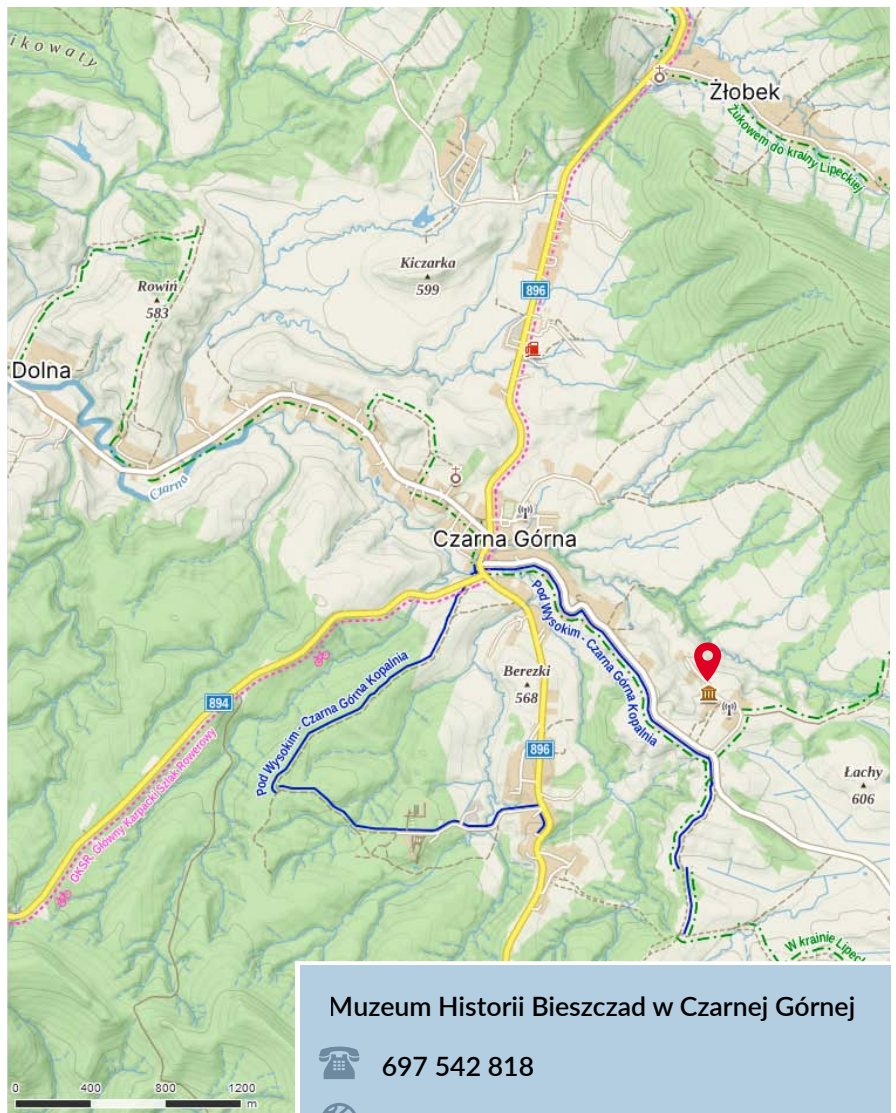 ikowaty
Żłobek
Żukowem do krainy Lipeckiej
Kiczarka
599
Rowiń
583
896
Dolna
Czarna
Czarna Górna
Pod Wysokim - Czarna Górna Kopalnia
Berezki
568
Pod Wysokim - Czarna Górna Kopalnia
894
896
GKSR, Główny Karpacki Szlak Rowerowy
Łachy
606
W krainie Lipeck
Muzeum Historii Bieszczad w Czarnej Górnej
697 542 818
0 400 800 1200
m